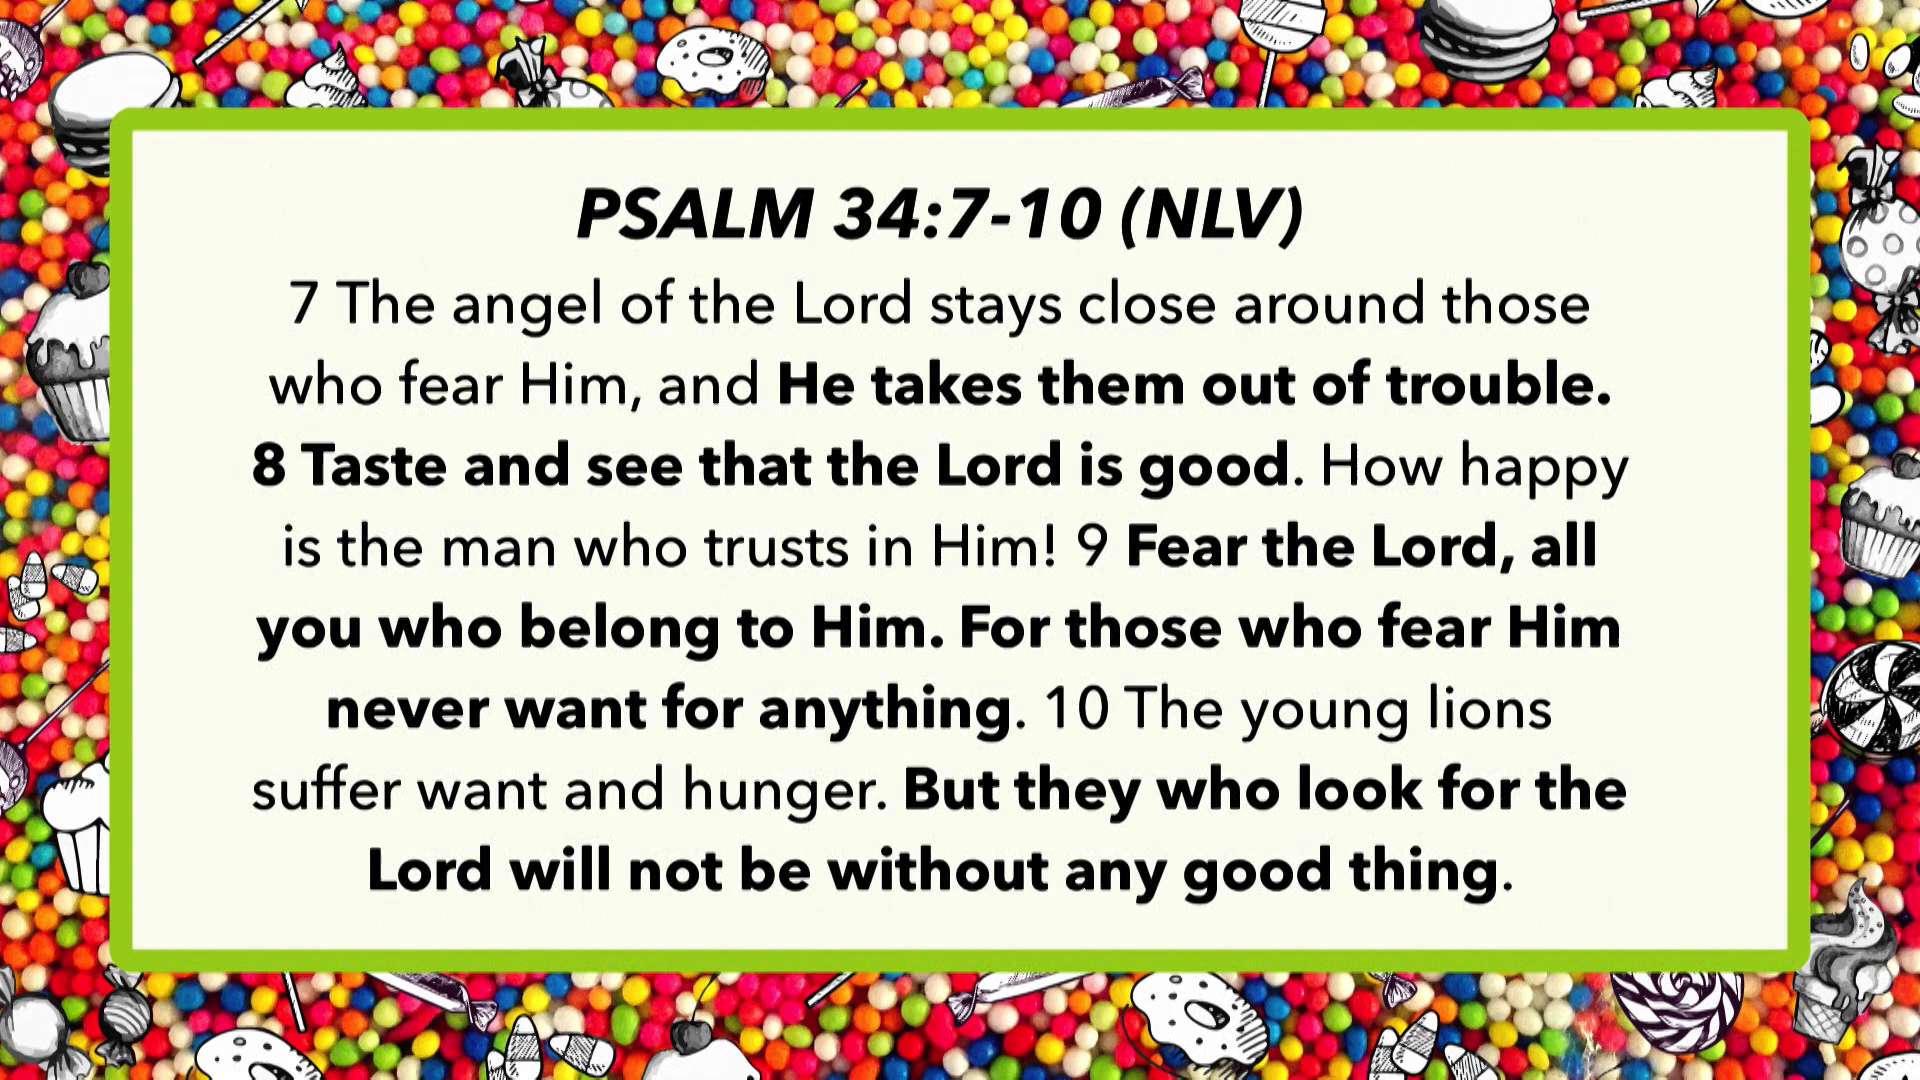 PSALM 34:7-10 (NLV)
7 The angel of the Lord stays close around those
who fear Him, and He takes them out of trouble.
8 Taste and see that the Lord is good. How happy
is the man who trusts in Him! 9 Fear the Lord, all
you who belong to Him. For those who fear Him
never want for anything. 10 The young lions
suffer want and hunger. But they who look for the
Lord will not be without any good thing.